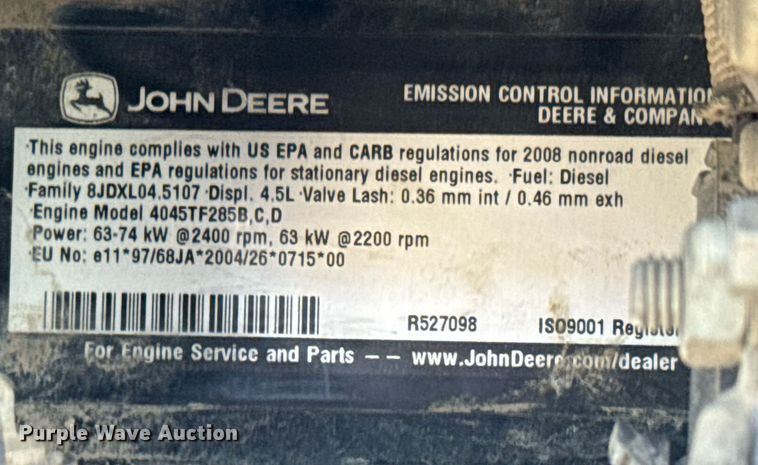 JOHN DEERE
EMISSION CONTROL INFORMATION
DEERE & COMPAN
·This engine complies with US EPA and CARB regulations for 2008 nonroad diesel
engines and EPA regulations for stationary diesel engines. ·Fuel: Diesel
·Family 8JDXL04.5107 ·Displ. 4.5L ·Valve Lash: 0.36 mm int / 0.46 mm exh
·Engine Model 4045TF285B,C,D
·Power: 63-74 kW @2400 rpm, 63 kW @2200 rpm
·EU No: e11*97/68JA*2004/26*0715*00
R527098 ISO9001
For Engine Service and Parts -- www.JohnDeere.com/dealer
Purple Wave Auction